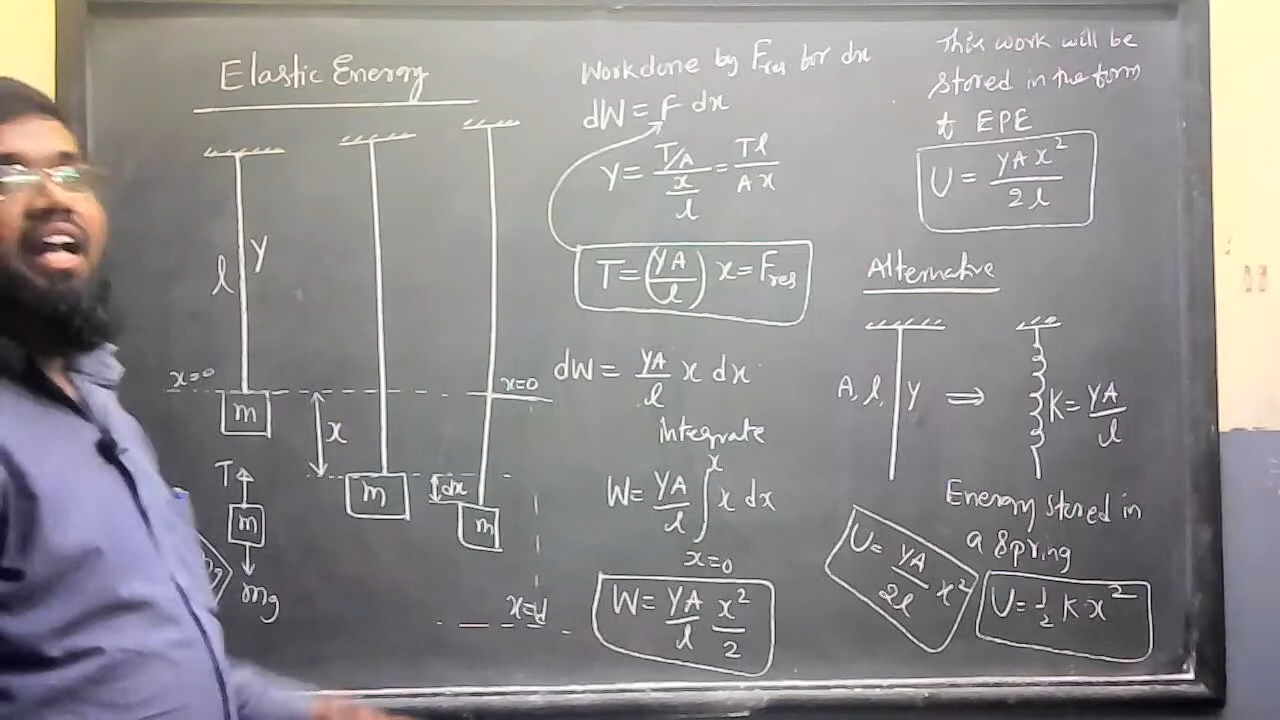 Elastic Energy
l
Y
x=0
m
T
m
mg
x
m
x=0
dx
m
x=d
Workdone by Fres for dx
dW = F dx
Y = T/A / x/l = Tl / Ax
T = (YA/l) x = Fres
dW = YA/l x dx
integrate
W = YA/l ∫ x dx
x
x=0
W = YA/l x²/2
This work will be
stored in the form
of EPE
U = YAx²/2l
Alternative
A, l, Y ⇒ K = YA/l
Energy stored in
a Spring
U = YA/2l x²
U = 1/2 K x²